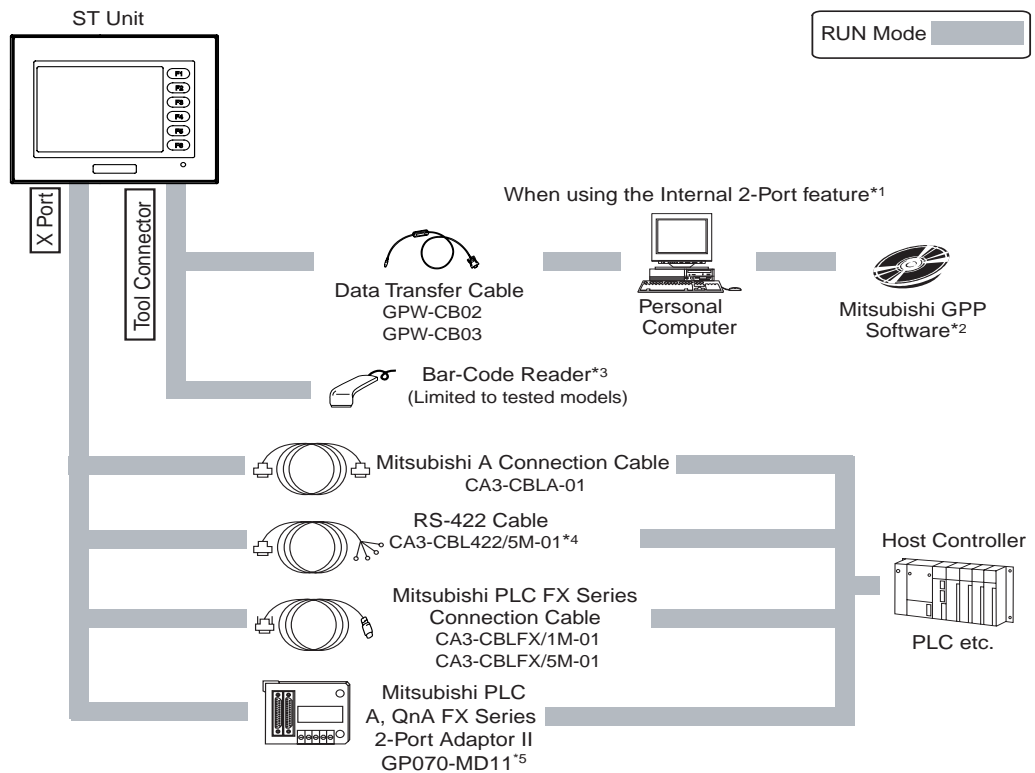 ST Unit
RUN Mode
F1
F2
F3
F4
F5
F6
X Port
Tool Connector
When using the Internal 2-Port feature*1
Data Transfer Cable
GPW-CB02
GPW-CB03
Personal
Computer
Mitsubishi GPP
Software*2
Bar-Code Reader*3
(Limited to tested models)
Mitsubishi A Connection Cable
CA3-CBLA-01
RS-422 Cable
CA3-CBL422/5M-01*4
Host Controller
PLC etc.
Mitsubishi PLC FX Series
Connection Cable
CA3-CBLFX/1M-01
CA3-CBLFX/5M-01
Mitsubishi PLC
A, QnA FX Series
2-Port Adaptor II
GP070-MD11*5